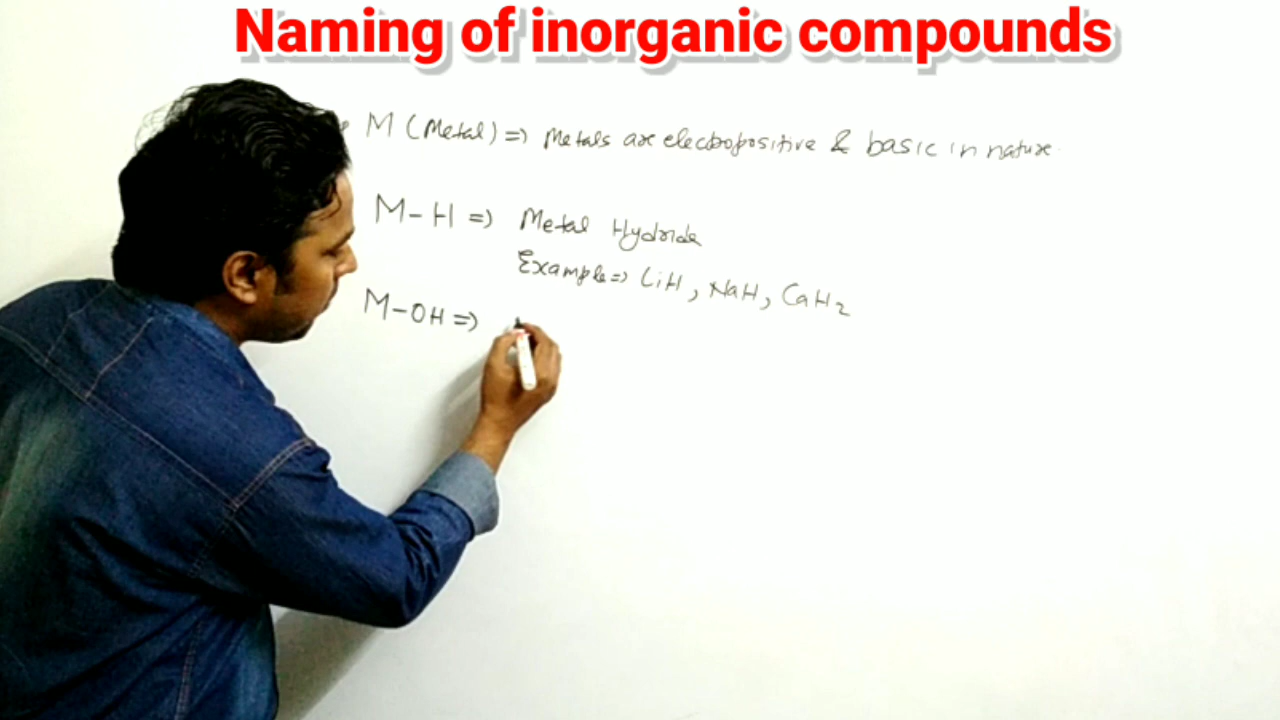 Naming of inorganic compounds
M (Metal) => Metals are electropositive & basic in nature.
M-H => Metal Hydride
Example => LiH, NaH, CaH2
M-OH =>